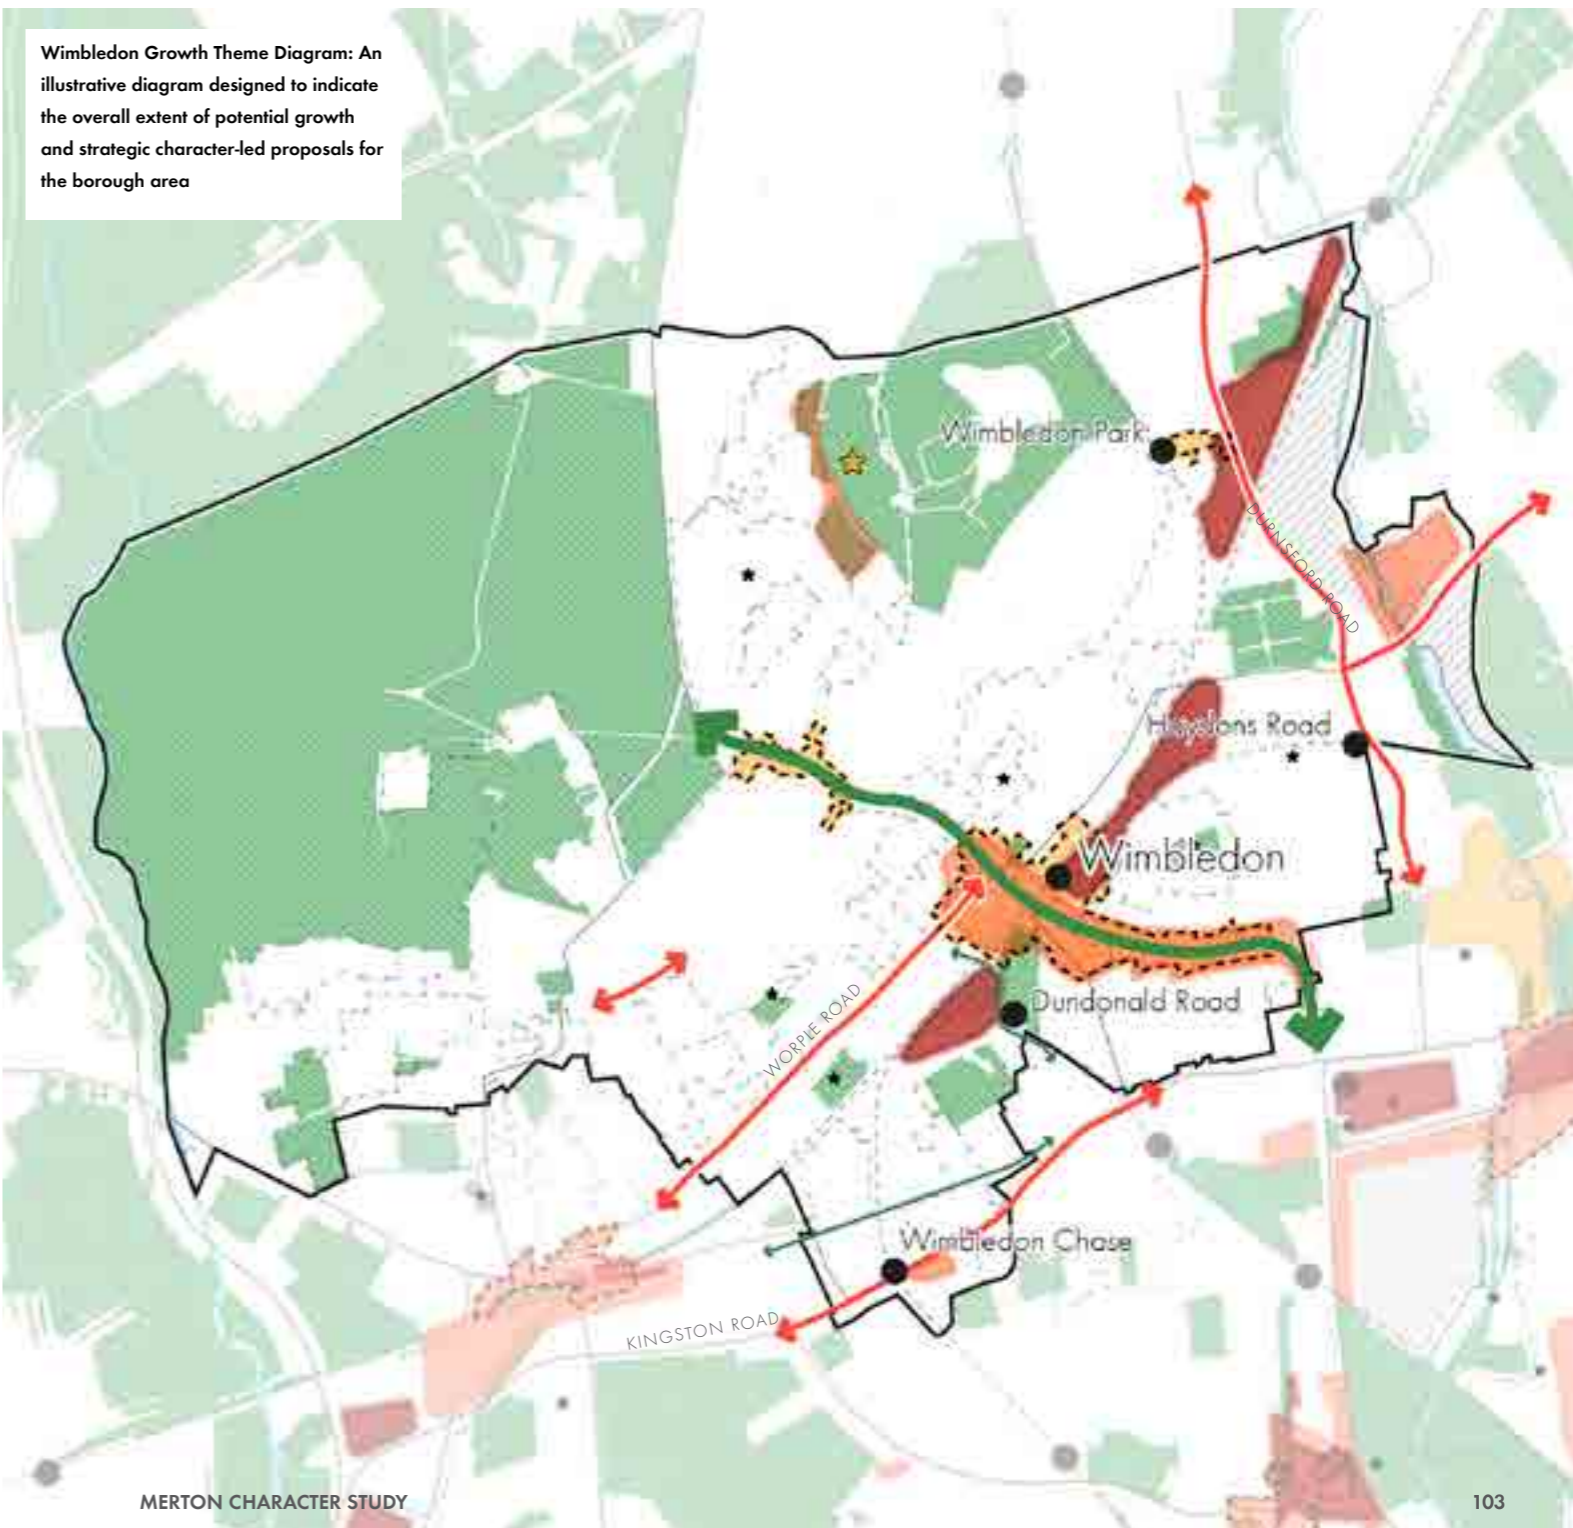 Wimbledon Growth Theme Diagram: An
illustrative diagram designed to indicate
the overall extent of potential growth
and strategic character-led proposals for
the borough area
Wimbledon Park
DURNSFORD ROAD
Haydons Road
Wimbledon
Dundonald Road
WORPLE ROAD
Wimbledon Chase
KINGSTON ROAD
MERTON CHARACTER STUDY
103